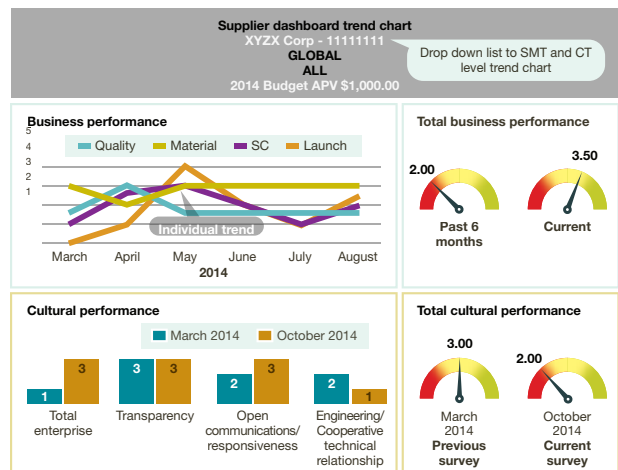 Supplier dashboard trend chart
XYZX Corp - 11111111
GLOBAL
ALL
2014 Budget APV $1,000.00
Drop down list to SMT and CT
level trend chart
Business performance
5
4
3
2
1
Quality Material SC Launch
Individual trend
March April May June July August
2014
Total business performance
2.00
3.50
Past 6
months
Current
Cultural performance
March 2014 October 2014
1 3 3 3 2 3 2 1
Total
enterprise
Transparency
Open
communications/
responsiveness
Engineering/
Cooperative
technical
relationship
Total cultural performance
3.00
2.00
March
2014
Previous
survey
October
2014
Current
survey